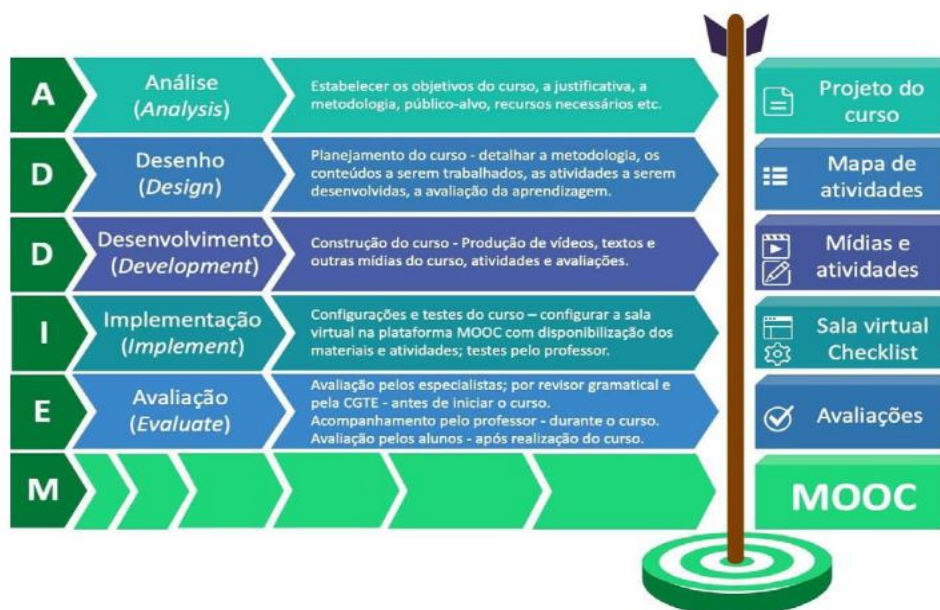 A
Análise
(Analysis)
Estabelecer os objetivos do curso, a justificativa, a
metodologia, público-alvo, recursos necessários etc.
Projeto do
curso
D
Desenho
(Design)
Planejamento do curso - detalhar a metodologia, os
conteúdos a serem trabalhados, as atividades a serem
desenvolvidas, a avaliação da aprendizagem.
Mapa de
atividades
D
Desenvolvimento
(Development)
Construção do curso - Produção de vídeos, textos e
outras mídias do curso, atividades e avaliações.
Mídias e
atividades
I
Implementação
(Implement)
Configurações e testes do curso – configurar a sala
virtual na plataforma MOOC com disponibilização dos
materiais e atividades; testes pelo professor.
Sala virtual
Checklist
E
Avaliação
(Evaluate)
Avaliação pelos especialistas; por revisor gramatical e
pela CGTE - antes de iniciar o curso.
Acompanhamento pelo professor - durante o curso.
Avaliação pelos alunos - após realização do curso.
Avaliações
M
MOOC